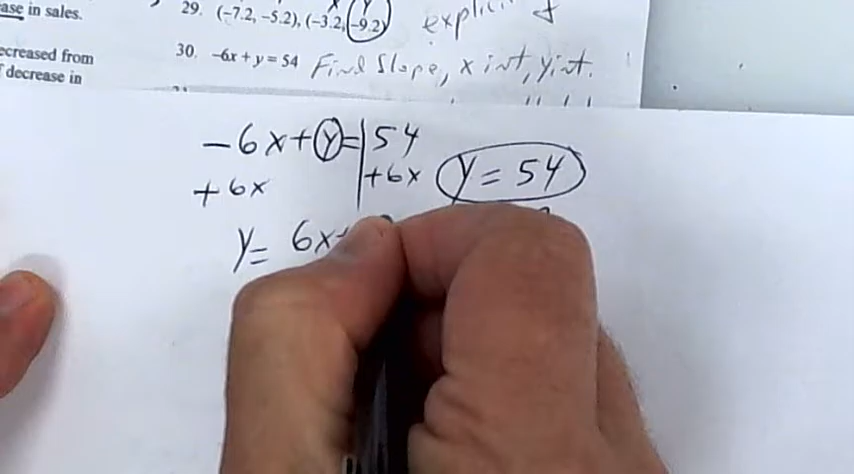 ase in sales.
29. (-7.2, -5.2), (-3.2, -9.2)
explici
ecreased from
f decrease in
30. -6x + y = 54 Find Slope, x int, y int.
-6x+y=54
+6x +6x
y = 54
y= 6x+